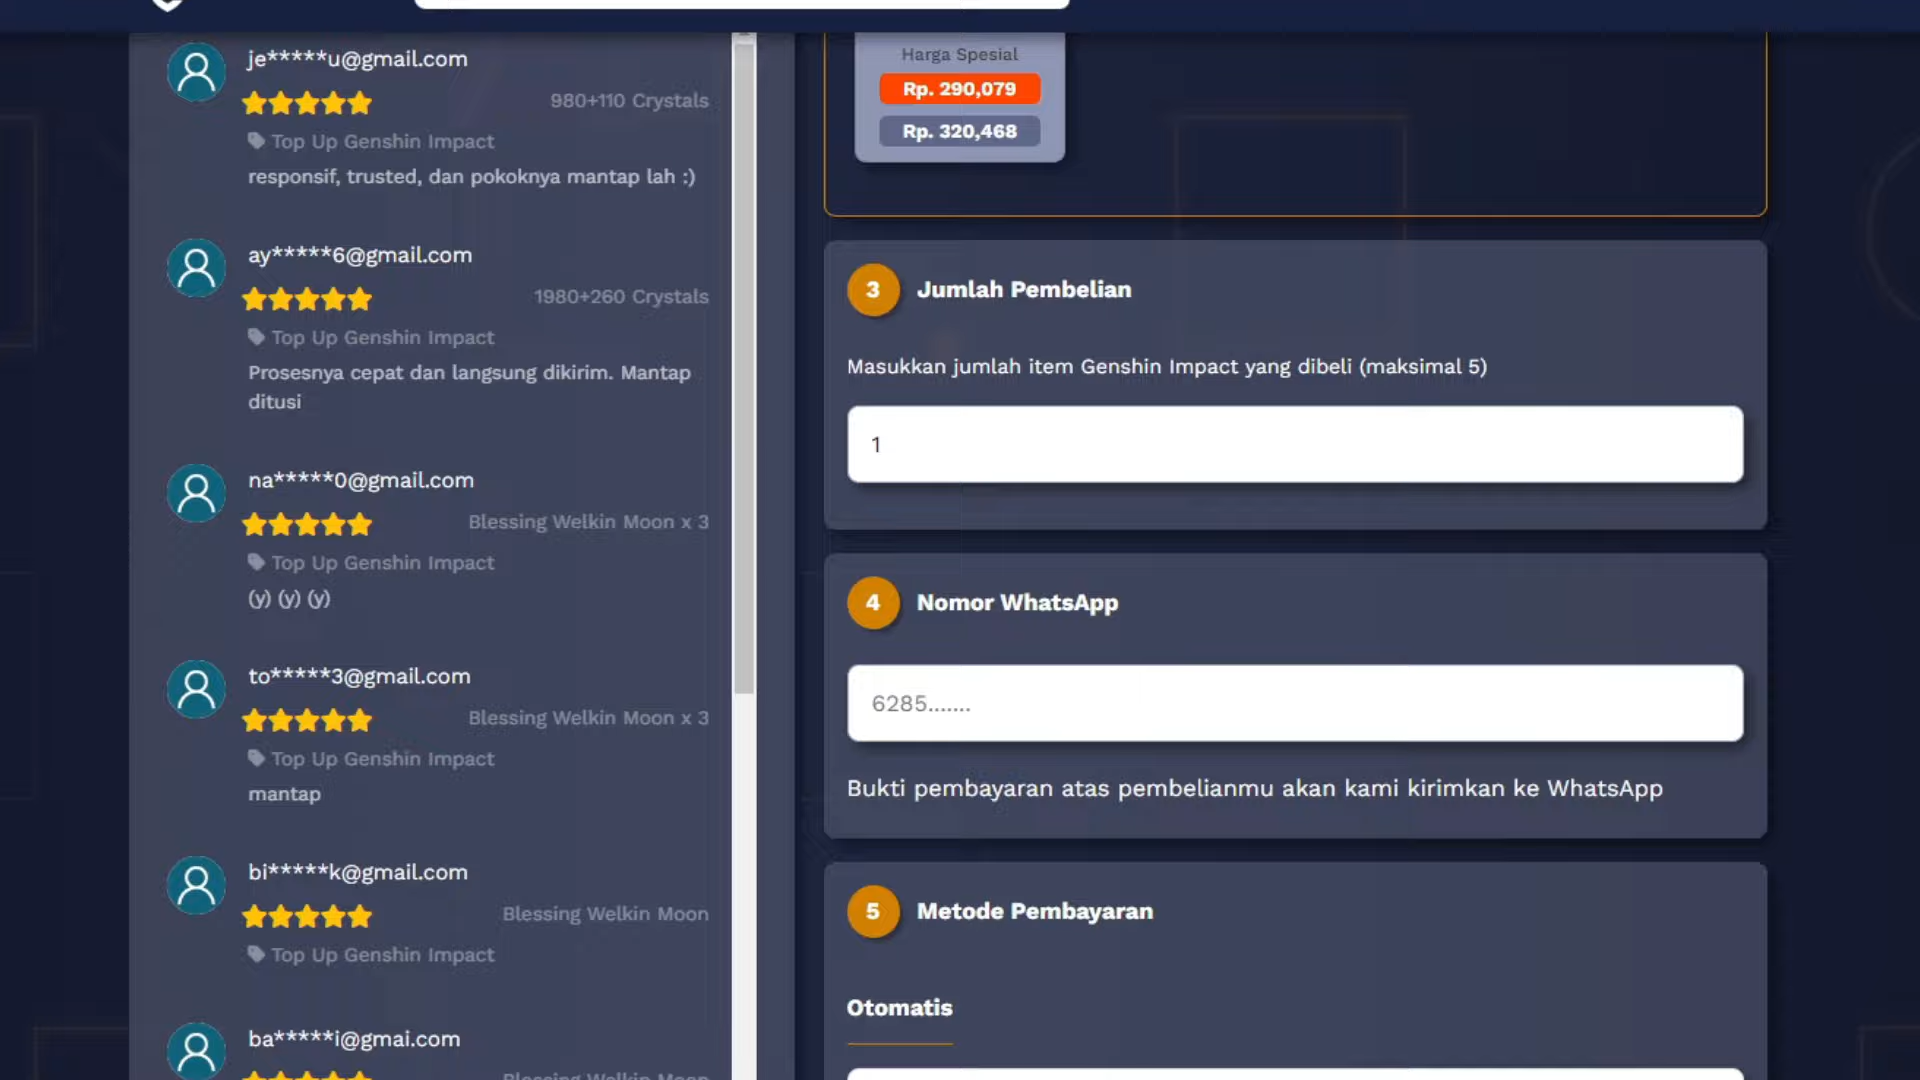 je*****u@gmail.com
980+110 Crystals
Top Up Genshin Impact
responsif, trusted, dan pokoknya mantap lah :)
ay*****6@gmail.com
1980+260 Crystals
Top Up Genshin Impact
Prosesnya cepat dan langsung dikirim. Mantap
ditusi
na*****0@gmail.com
Blessing Welkin Moon x 3
Top Up Genshin Impact
(y) (y) (y)
to*****3@gmail.com
Blessing Welkin Moon x 3
Top Up Genshin Impact
mantap
bi*****k@gmail.com
Blessing Welkin Moon
Top Up Genshin Impact
ba*****i@gmai.com
Blessing Welkin Moon
Harga Spesial
Rp. 290,079
Rp. 320,468
3 Jumlah Pembelian
Masukkan jumlah item Genshin Impact yang dibeli (maksimal 5)
1
4 Nomor WhatsApp
6285.......
Bukti pembayaran atas pembelianmu akan kami kirimkan ke WhatsApp
5 Metode Pembayaran
Otomatis